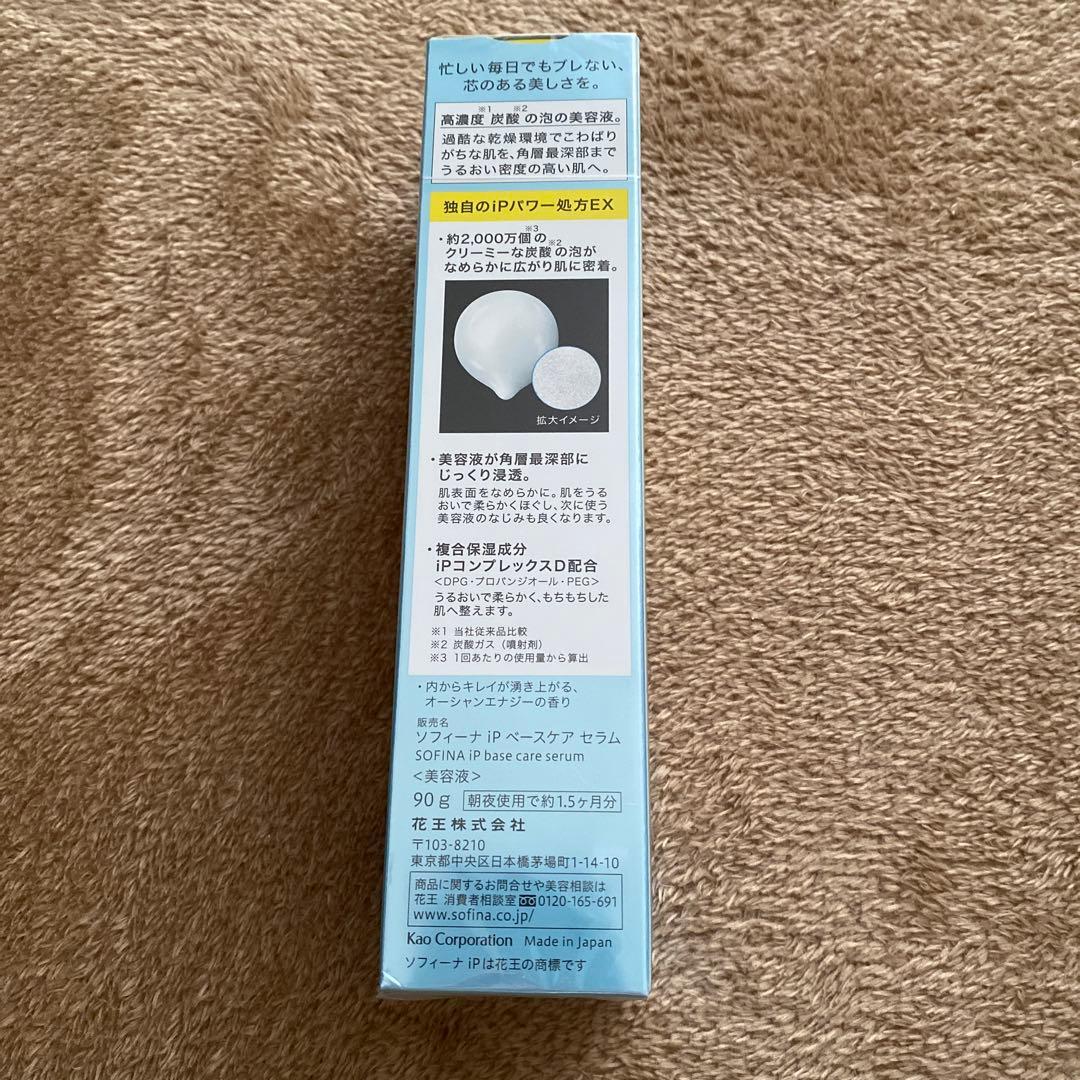 忙しい毎日でもブレない、
芯のある美しさを。
高濃度※1炭酸※2の泡の美容液。
過酷な乾燥環境でこわばり
がちな肌を、角層最深部まで
うるおい密度の高い肌へ。
独自のiPパワー処方EX
・約2,000万個※3の
クリーミーな炭酸※2の泡が
なめらかに広がり肌に密着。
拡大イメージ
・美容液が角層最深部に
じっくり浸透。
肌表面をなめらかに。肌をうる
おいで柔らかくほぐし、次に使う
美容液のなじみも良くなります。
・複合保湿成分
iPコンプレックスD配合
<DPG・プロパンジオール・PEG>
うるおいで柔らかく、もちもちした
肌へ整えます。
※1 当社従来品比較
※2 炭酸ガス（噴射剤）
※3 1回あたりの使用量から算出
・内からキレイが湧き上がる、
オーシャンエナジーの香り
販売名
ソフィーナ iP ベースケア セラム
SOFINA iP base care serum
<美容液>
90g 朝夜使用で約1.5ヶ月分
花王株式会社
〒103-8210
東京都中央区日本橋茅場町1-14-10
商品に関するお問合せや美容相談は
花王 消費者相談室 0120-165-691
www.sofina.co.jp/
Kao Corporation Made in Japan
ソフィーナ iPは花王の商標です